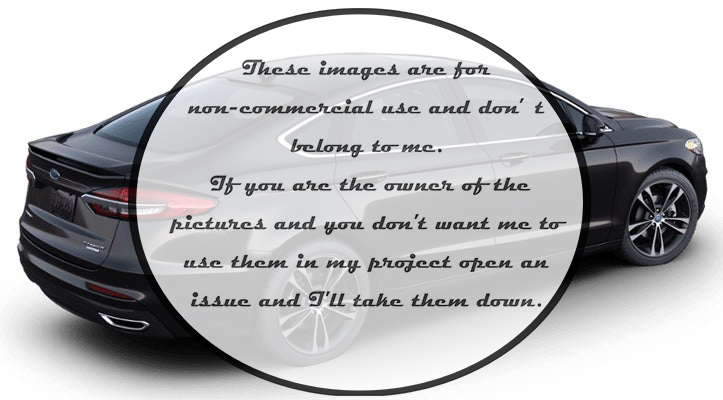 These images are for
non-commercial use and don' t
belong to me.
If you are the owner of the
pictures and you don't want me to
use them in my project open an
issue and I'll take them down.